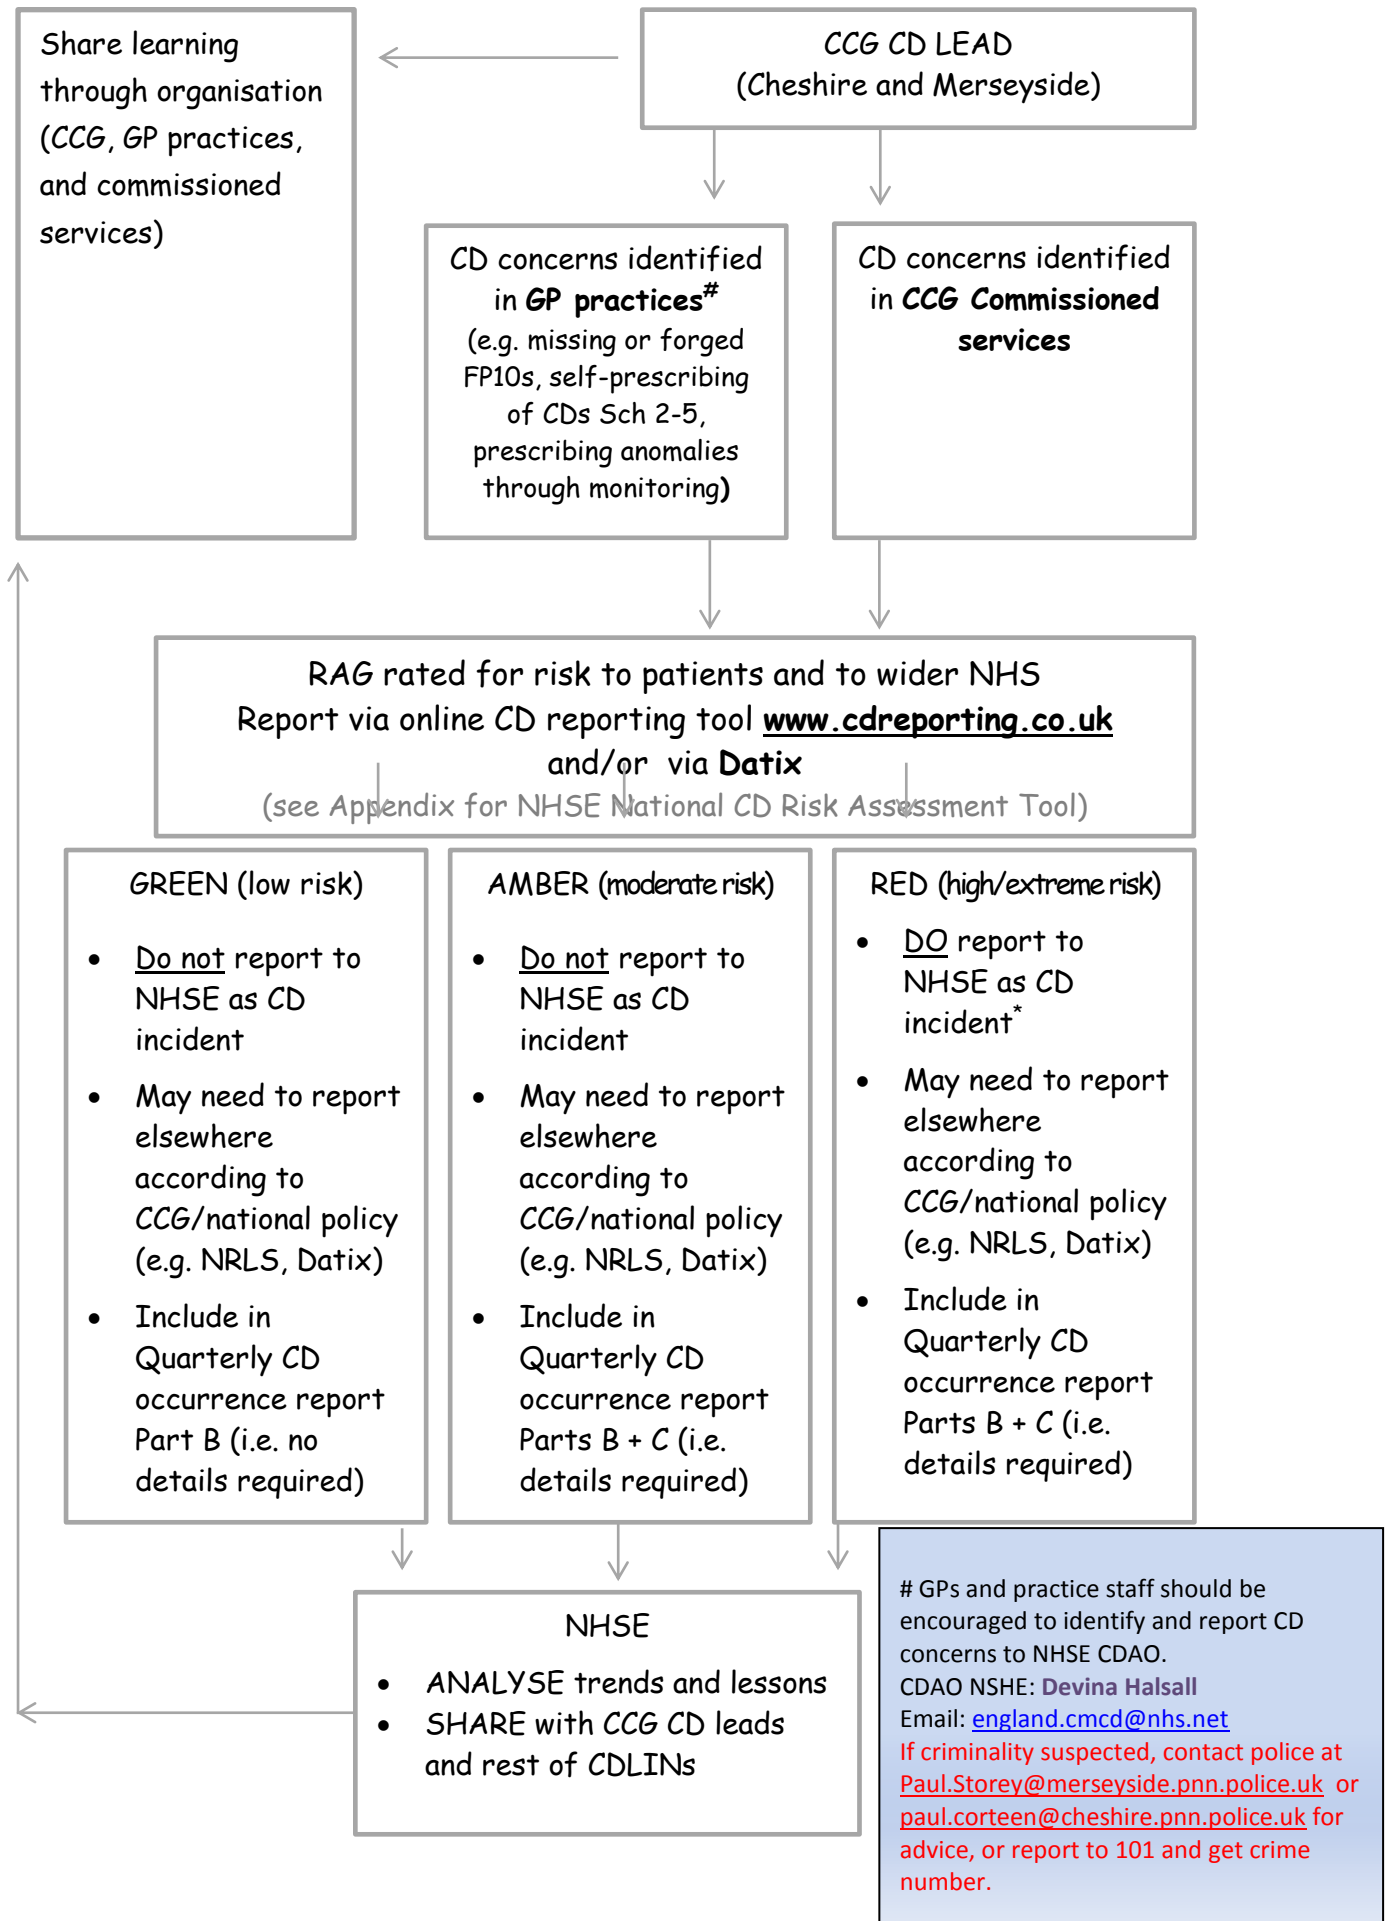 Share learning
through organisation
(CCG, GP practices,
and commissioned
services)
CCG CD LEAD
(Cheshire and Merseyside)
CD concerns identified
in GP practices#
(e.g. missing or forged
FP10s, self-prescribing
of CDs Sch 2-5,
prescribing anomalies
through monitoring)
CD concerns identified
in CCG Commissioned
services
RAG rated for risk to patients and to wider NHS
Report via online CD reporting tool www.cdreporting.co.uk
and/or via Datix
(see Appendix for NHSE National CD Risk Assessment Tool)
GREEN (low risk)
• Do not report to
NHSE as CD
incident
• May need to report
elsewhere
according to
CCG/national policy
(e.g. NRLS, Datix)
• Include in
Quarterly CD
occurrence report
Part B (i.e. no
details required)
AMBER (moderate risk)
• Do not report to
NHSE as CD
incident
• May need to report
elsewhere
according to
CCG/national policy
(e.g. NRLS, Datix)
• Include in
Quarterly CD
occurrence report
Parts B + C (i.e.
details required)
RED (high/extreme risk)
• DO report to
NHSE as CD
incident*
• May need to report
elsewhere
according to
CCG/national policy
(e.g. NRLS, Datix)
• Include in
Quarterly CD
occurrence report
Parts B + C (i.e.
details required)
NHSE
• ANALYSE trends and lessons
• SHARE with CCG CD leads
and rest of CDLINs
# GPs and practice staff should be
encouraged to identify and report CD
concerns to NHSE CDAO.
CDAO NSHE: Devina Halsall
Email: england.cmcd@nhs.net
If criminality suspected, contact police at
Paul.Storey@merseyside.pnn.police.uk or
paul.corteen@cheshire.pnn.police.uk for
advice, or report to 101 and get crime
number.